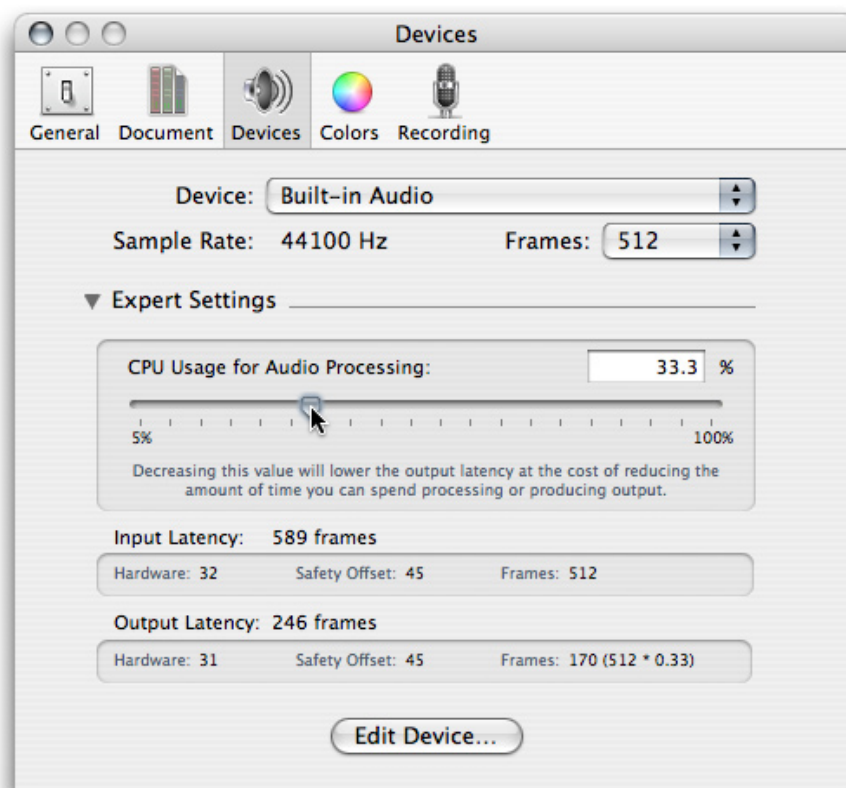 Devices
General Document Devices Colors Recording
Device: Built-in Audio
Sample Rate: 44100 Hz Frames: 512
Expert Settings
CPU Usage for Audio Processing: 33.3 %
5% 100%
Decreasing this value will lower the output latency at the cost of reducing the
amount of time you can spend processing or producing output.
Input Latency: 589 frames
Hardware: 32 Safety Offset: 45 Frames: 512
Output Latency: 246 frames
Hardware: 31 Safety Offset: 45 Frames: 170 (512 * 0.33)
Edit Device...